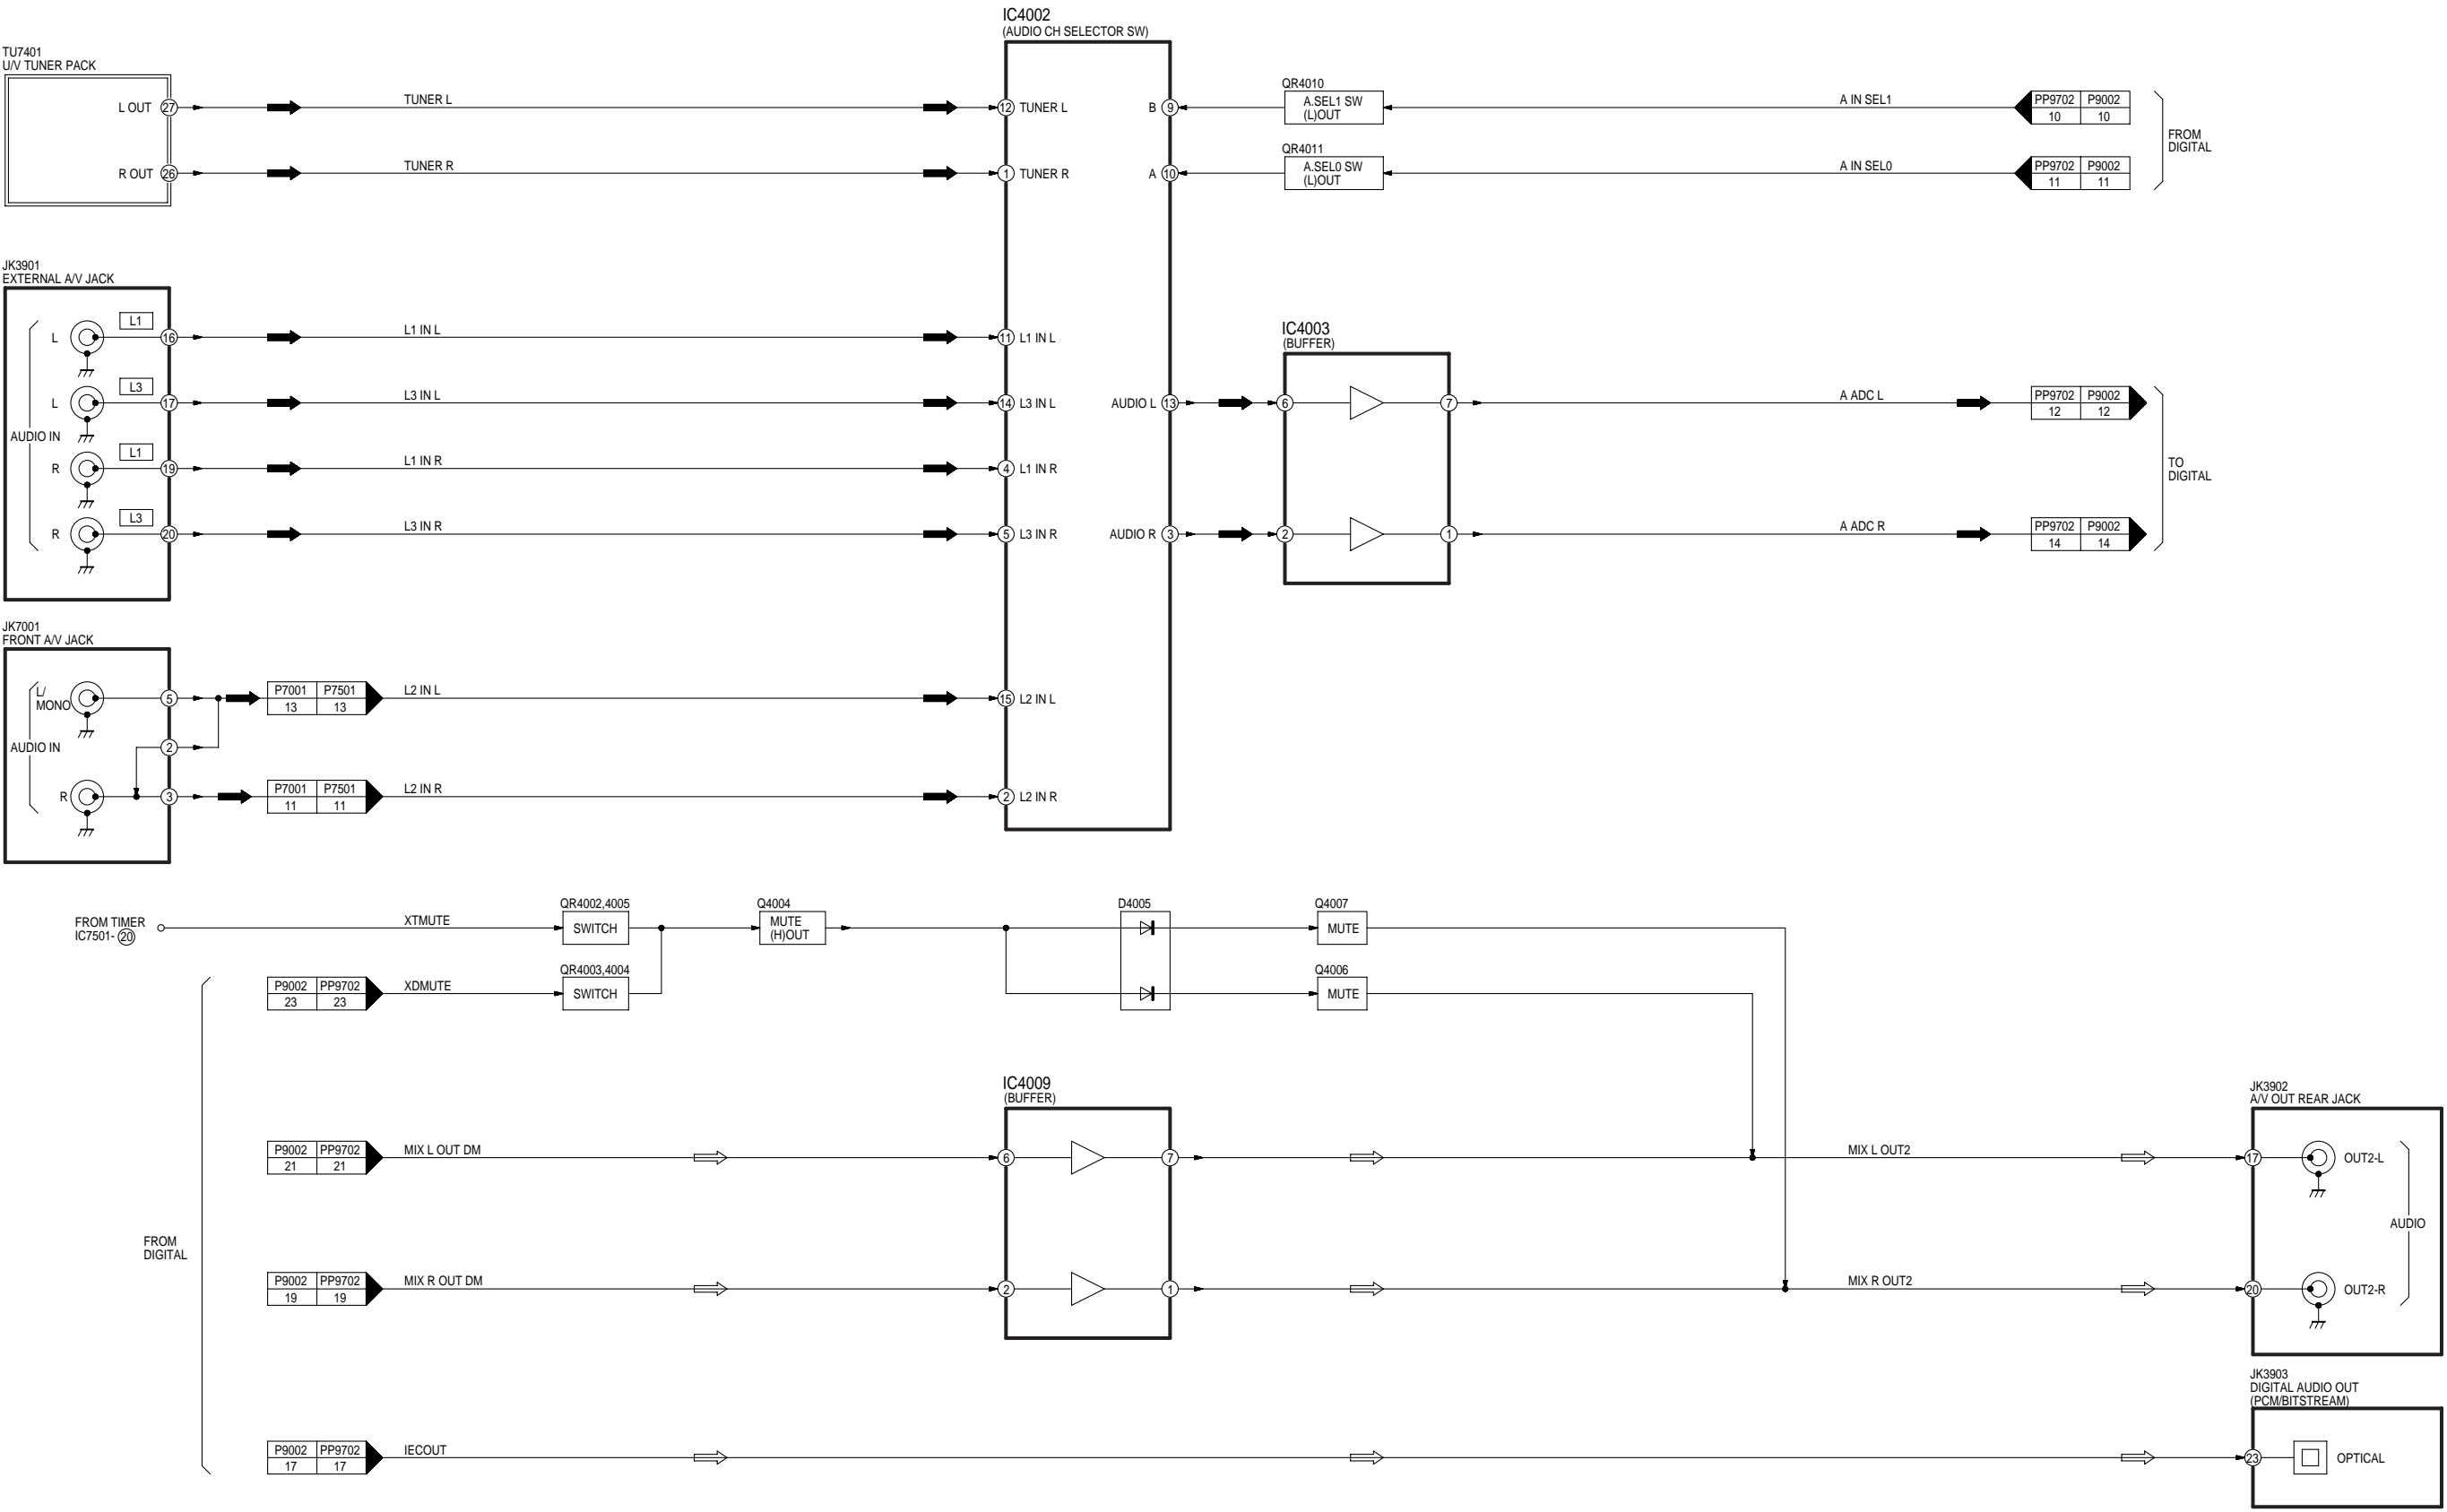 IC4002
(AUDIO CH SELECTOR SW)
TU7401
U/V TUNER PACK
L OUT 27 TUNER L 12 TUNER L
R OUT 26 TUNER R 1 TUNER R
B 9
QR4010
A.SEL1 SW
(L)OUT
A IN SEL1
PP9702 P9002
10 10
A 10
QR4011
A.SEL0 SW
(L)OUT
A IN SEL0
PP9702 P9002
11 11
FROM
DIGITAL
JK3901
EXTERNAL A/V JACK
AUDIO IN
L L1 16 L1 IN L 11 L1 IN L
L L3 17 L3 IN L 14 L3 IN L
R L1 19 L1 IN R 4 L1 IN R
R L3 20 L3 IN R 5 L3 IN R
IC4003
(BUFFER)
AUDIO L 13 6 7 A ADC L
PP9702 P9002
12 12
AUDIO R 3 2 1 A ADC R
PP9702 P9002
14 14
TO
DIGITAL
JK7001
FRONT A/V JACK
AUDIO IN
L/
MONO
5
P7001 P7501
13 13
L2 IN L 15 L2 IN L
2
R 3
P7001 P7501
11 11
L2 IN R 2 L2 IN R
FROM TIMER
IC7501- 20
XTMUTE
QR4002,4005
SWITCH
Q4004
MUTE
(H)OUT
D4005
Q4007
MUTE
P9002 PP9702
23 23
XDMUTE
QR4003,4004
SWITCH
Q4006
MUTE
IC4009
(BUFFER)
P9002 PP9702
21 21
MIX L OUT DM 6 7 MIX L OUT2
P9002 PP9702
19 19
MIX R OUT DM 2 1 MIX R OUT2
JK3902
A/V OUT REAR JACK
17 OUT2-L
AUDIO
20 OUT2-R
FROM
DIGITAL
P9002 PP9702
17 17
IECOUT
JK3903
DIGITAL AUDIO OUT
(PCM/BITSTREAM)
23 OPTICAL